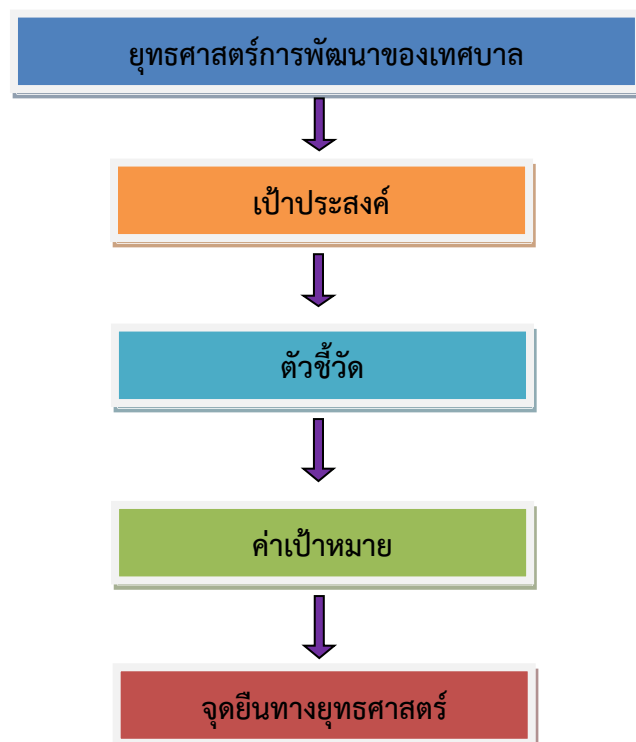 ยุทธศาสตร์การพัฒนาของเทศบาล
เป้าประสงค์
ตัวชี้วัด
ค่าเป้าหมาย
จุดยืนทางยุทธศาสตร์